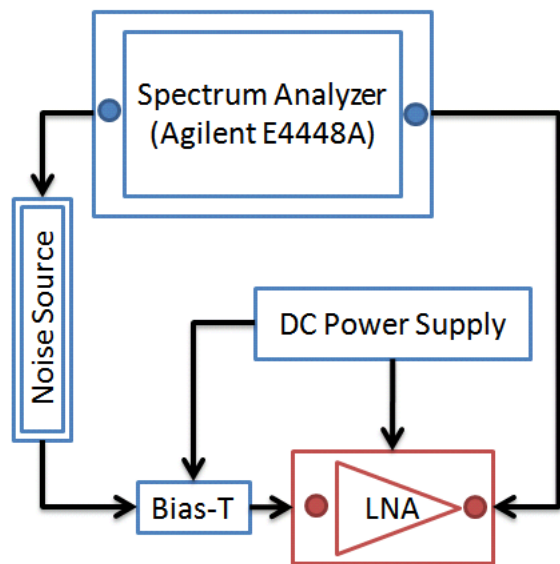 Spectrum Analyzer
(Agilent E4448A)
Noise Source
DC Power Supply
Bias-T
LNA